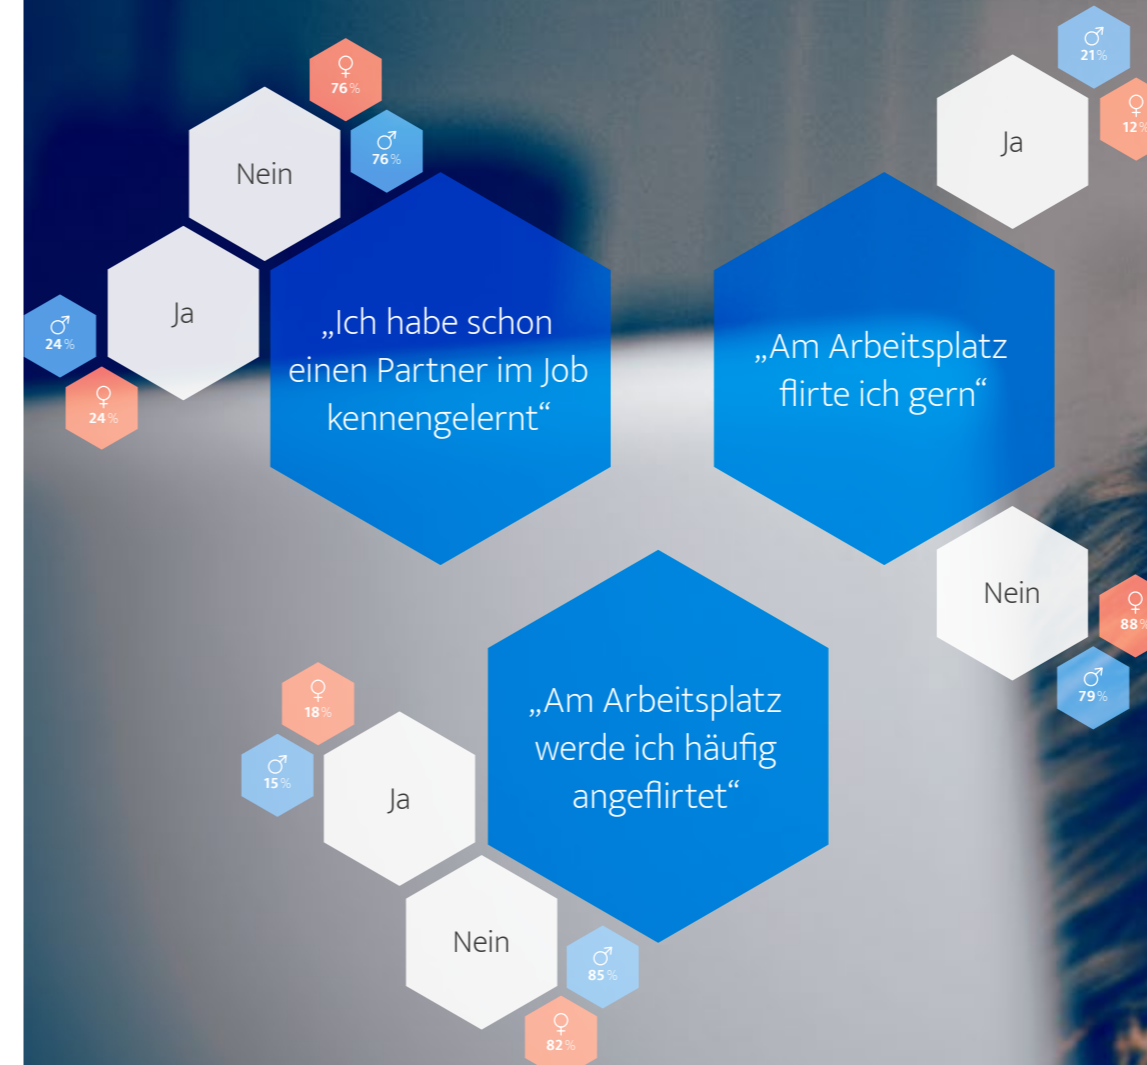 ♀
76%
♂
76%
Nein
Ja
♂
24%
♀
24%
„Ich habe schon
einen Partner im Job
kennengelernt“
♂
21%
♀
12%
Ja
„Am Arbeitsplatz
flirte ich gern“
Nein
♀
88%
♂
79%
„Am Arbeitsplatz
werde ich häufig
angeflirtet“
♀
18%
♂
15%
Ja
Nein
♂
85%
♀
82%